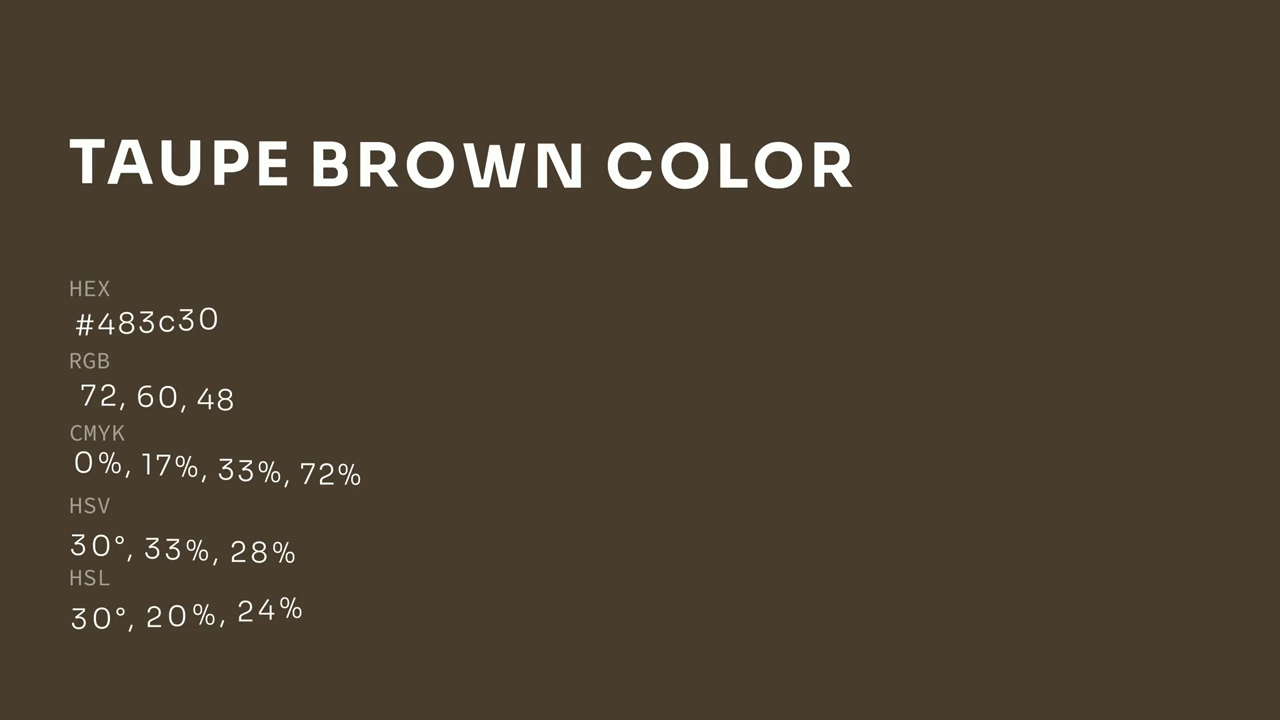 TAUPE BROWN COLOR
HEX
#483c30
RGB
72, 60, 48
CMYK
0%, 17%, 33%, 72%
HSV
30°, 33%, 28%
HSL
30°, 20%, 24%